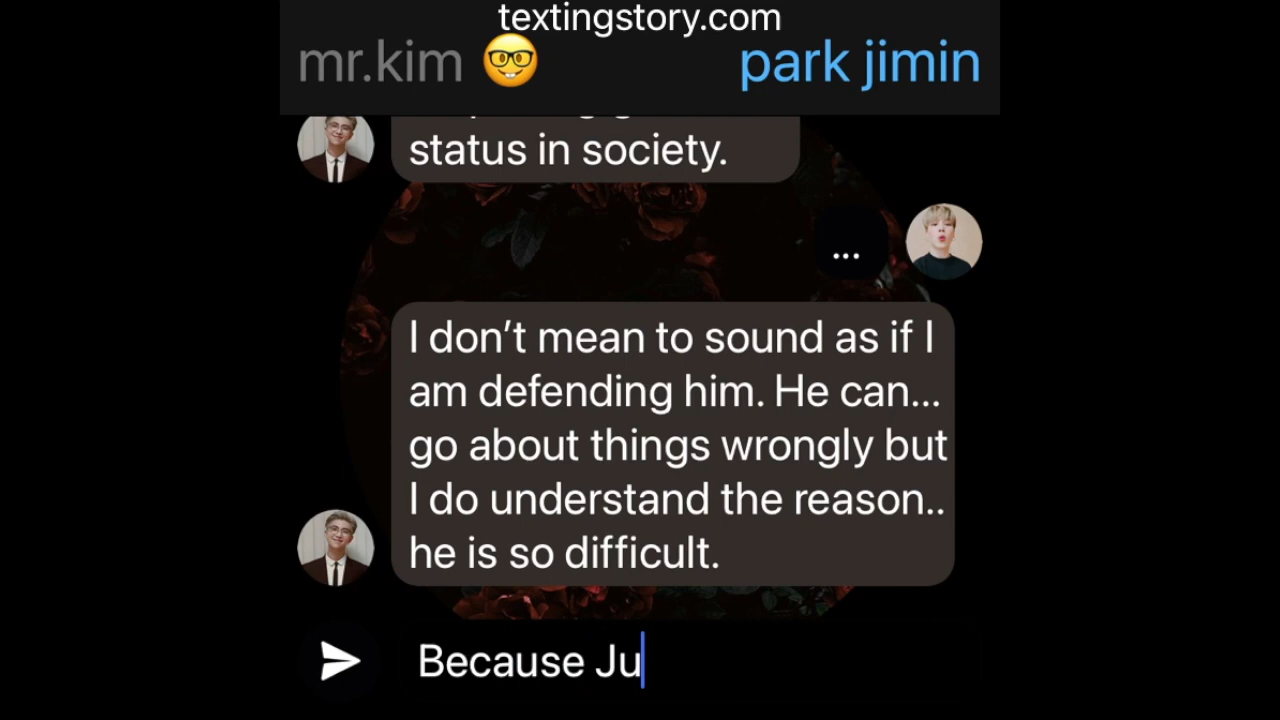 textingstory.com
mr.kim 🤓 park jimin
status in society.
...
I don't mean to sound as if I
am defending him. He can...
go about things wrongly but
I do understand the reason..
he is so difficult.
Because Ju